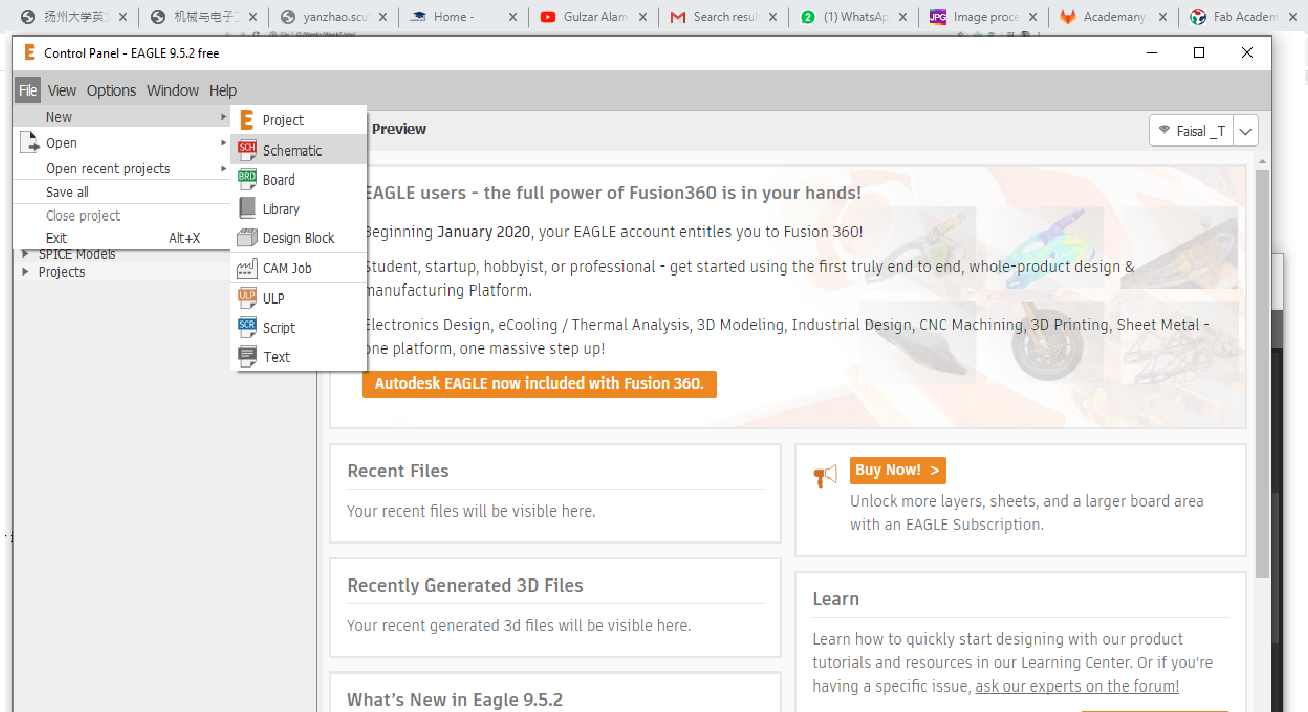 扬州大学英
机械与电子
yanzhao.scu
Home -
Gulzar Alam
Search resul
(1) WhatsAp
Image proce
Academany
Fab Academ
Control Panel - EAGLE 9.5.2 free
File View Options Window Help
New
Open
Open recent projects
Save all
Close project
Exit Alt+X
SPICE Models
Projects
Project
SCH Schematic
BRD Board
Library
Design Block
CAM Job
ULP ULP
SCR Script
Text
Preview
Faisal _T
EAGLE users - the full power of Fusion360 is in your hands!
Beginning January 2020, your EAGLE account entitles you to Fusion 360!
Student, startup, hobbyist, or professional - get started using the first truly end to end, whole-product design &
manufacturing Platform.
Electronics Design, eCooling / Thermal Analysis, 3D Modeling, Industrial Design, CNC Machining, 3D Printing, Sheet Metal -
one platform, one massive step up!
Autodesk EAGLE now included with Fusion 360.
Recent Files
Your recent files will be visible here.
Recently Generated 3D Files
Your recent generated 3d files will be visible here.
What's New in Eagle 9.5.2
Buy Now! >
Unlock more layers, sheets, and a larger board area
with an EAGLE Subscription.
Learn
Learn how to quickly start designing with our product
tutorials and resources in our Learning Center. Or if you're
having a specific issue, ask our experts on the forum!